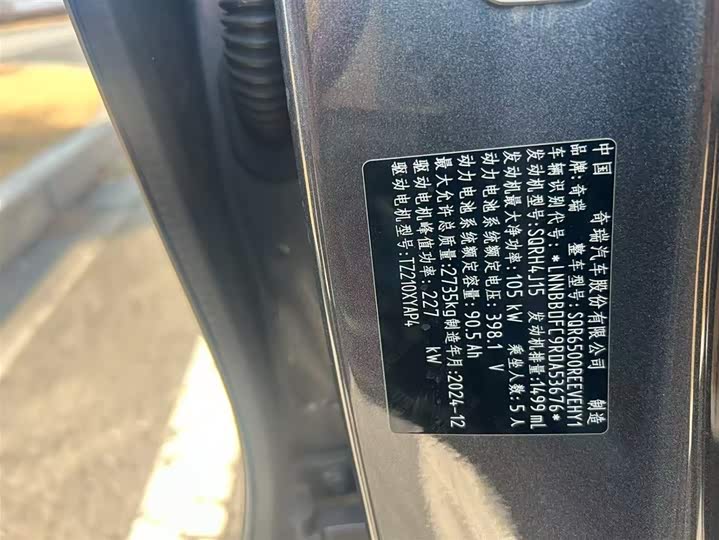 中国 奇瑞汽车股份有限公司 制造
品牌:奇瑞 整车型号:SQR6500REEVEHY1
车辆识别代号:*LNNBBDFL9RDA53676*
发动机型号:SQRH4J15 发动机排量:1499 mL
发动机最大净功率:105 kW 乘坐人数:5 人
动力电池系统额定电压:398.1 V
动力电池系统额定容量:90.5 Ah
最大允许总质量:2735kg 制造年月:2024-12
驱动电机峰值功率:227 kW
驱动电机型号:TZ210XYAP4